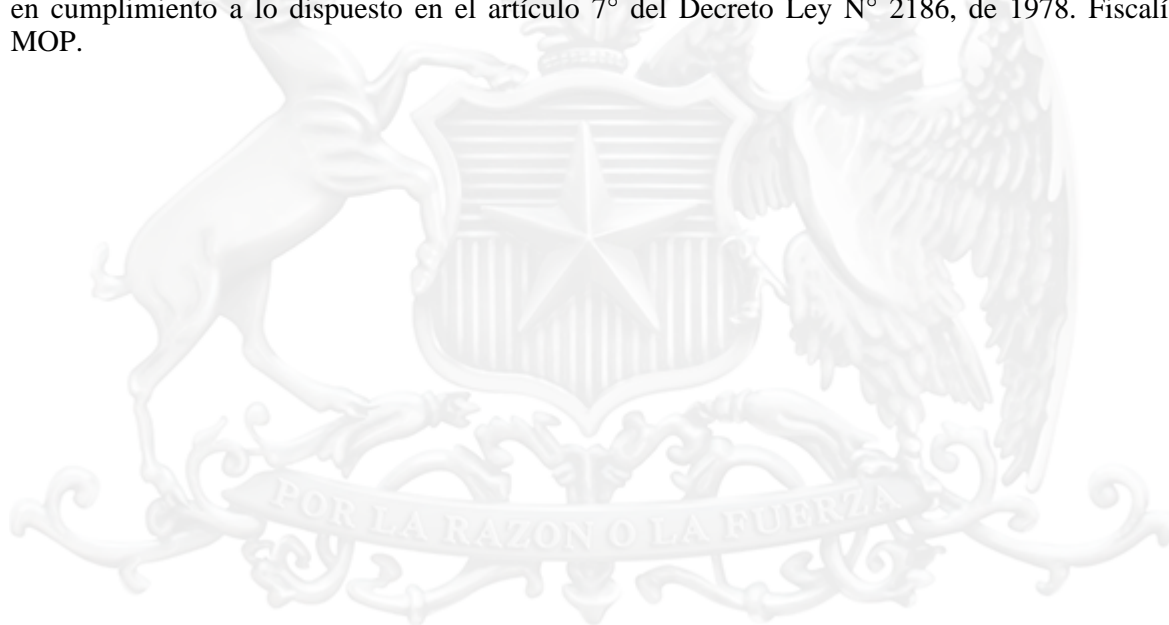 en cumplimiento a lo dispuesto en el artículo 7° del Decreto Ley N° 2186, de 1978. Fiscalí
MOP.
POR LA RAZON O LA FUERZA